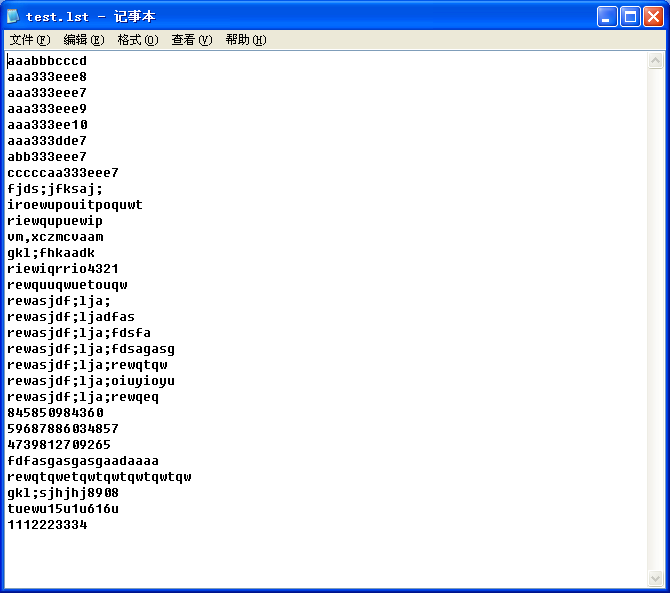 test.lst - 记事本
文件(F) 编辑(E) 格式(O) 查看(V) 帮助(H)
aaabbbcccd
aaa333eee8
aaa333eee7
aaa333eee9
aaa333ee10
aaa333dde7
abb333eee7
cccccaa333eee7
fjds;jfksaj;
iroewupouitpoquwt
riewqupuewip
vm,xczmcvaam
gkl;fhkaadk
riewiqrrio4321
rewquuqwuetouqw
rewasjdf;lja;
rewasjdf;ljadfas
rewasjdf;lja;fdsfa
rewasjdf;lja;fdsagasg
rewasjdf;lja;rewqtqw
rewasjdf;lja;oiuyioyu
rewasjdf;lja;rewqeq
845850984360
59687886034857
4739812709265
fdfasgasgasgaadaaaa
rewqtqwetqwtqwtqwtqwtqw
gkl;sjhjhj8908
tuewu15u1u616u
1112223334